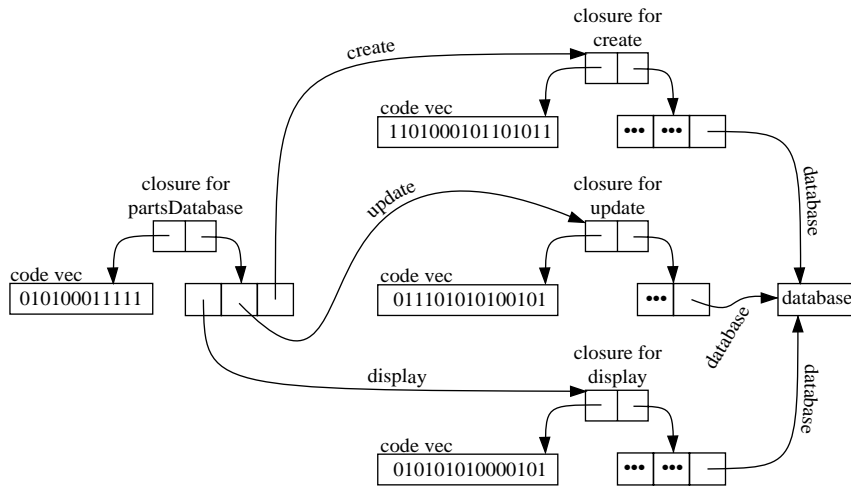 closure for
create
create
code vec
1101000101101011
••• •••
database
closure for
partsDatabase
update
closure for
update
code vec
010100011111
code vec
011101010100101
•••
database
database
display
closure for
display
database
code vec
010101010000101
••• •••